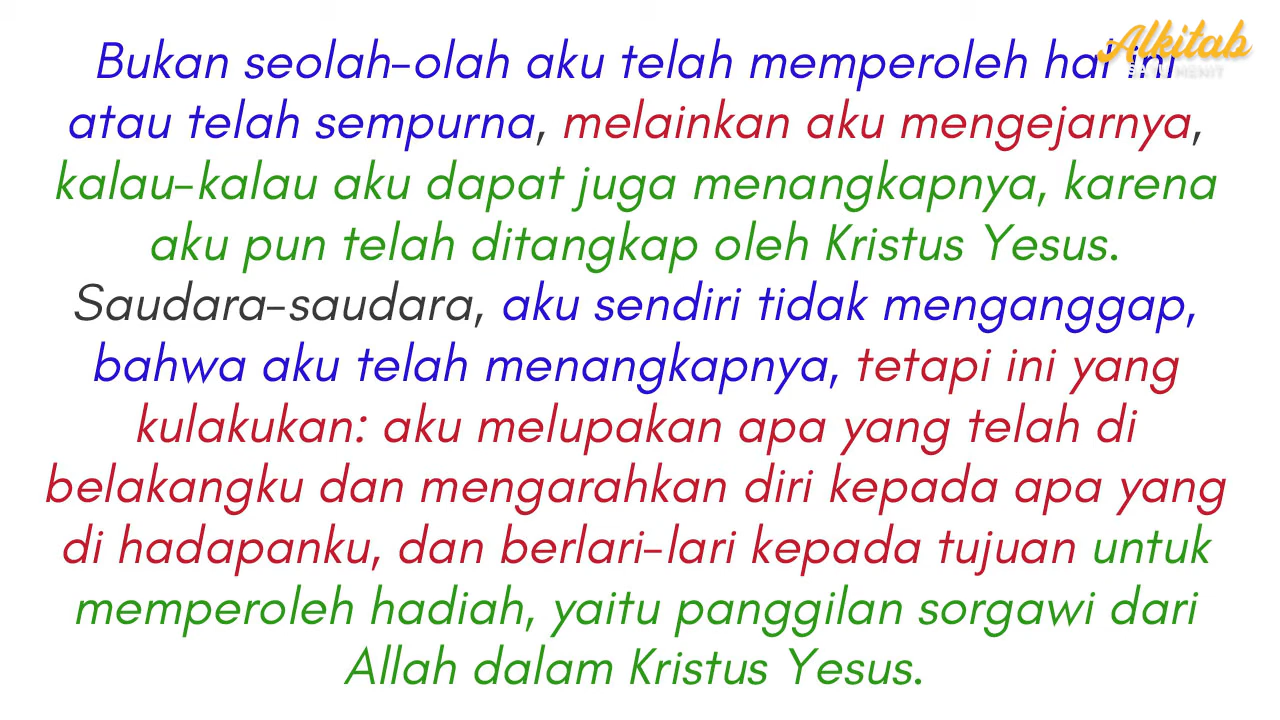 Alkitab
SATU MENIT
Bukan seolah-olah aku telah memperoleh hal ini
atau telah sempurna, melainkan aku mengejarnya,
kalau-kalau aku dapat juga menangkapnya, karena
aku pun telah ditangkap oleh Kristus Yesus.
Saudara-saudara, aku sendiri tidak menganggap,
bahwa aku telah menangkapnya, tetapi ini yang
kulakukan: aku melupakan apa yang telah di
belakangku dan mengarahkan diri kepada apa yang
di hadapanku, dan berlari-lari kepada tujuan untuk
memperoleh hadiah, yaitu panggilan sorgawi dari
Allah dalam Kristus Yesus.